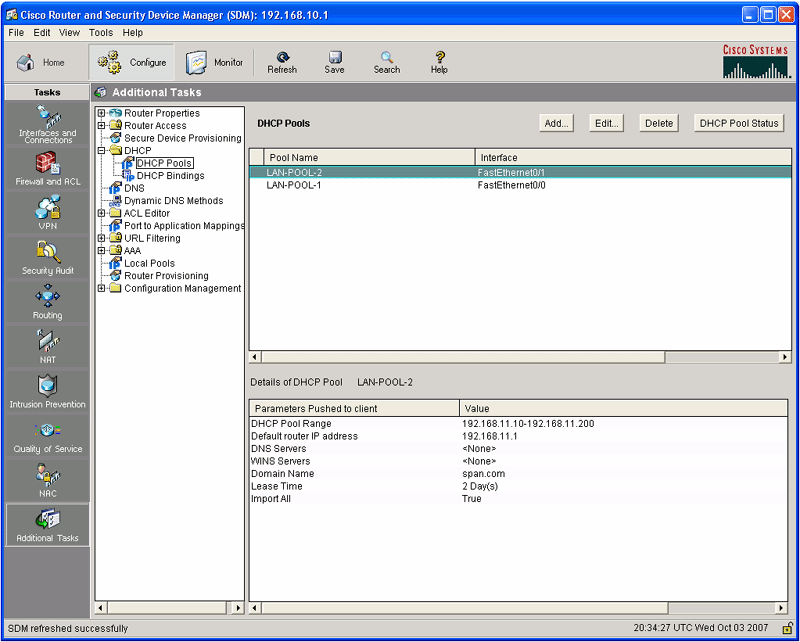 Cisco Router and Security Device Manager (SDM): 192.168.10.1
File Edit View Tools Help
Home Configure Monitor Refresh Save Search Help
CISCO SYSTEMS
Tasks
Interfaces and Connections
Firewall and ACL
VPN
Security Audit
Routing
NAT
Intrusion Prevention
Quality of Service
NAC
Additional Tasks
Additional Tasks
Router Properties
Router Access
Secure Device Provisioning
DHCP
DHCP Pools
DHCP Bindings
DNS
Dynamic DNS Methods
ACL Editor
Port to Application Mappings
URL Filtering
AAA
Local Pools
Router Provisioning
Configuration Management
DHCP Pools Add... Edit... Delete DHCP Pool Status
Pool Name Interface
LAN-POOL-2 FastEthernet0/1
LAN-POOL-1 FastEthernet0/0
Details of DHCP Pool LAN-POOL-2
Parameters Pushed to client Value
DHCP Pool Range 192.168.11.10-192.168.11.200
Default router IP address 192.168.11.1
DNS Servers <None>
WINS Servers <None>
Domain Name span.com
Lease Time 2 Day(s)
Import All True
SDM refreshed successfully 20:34:27 UTC Wed Oct 03 2007